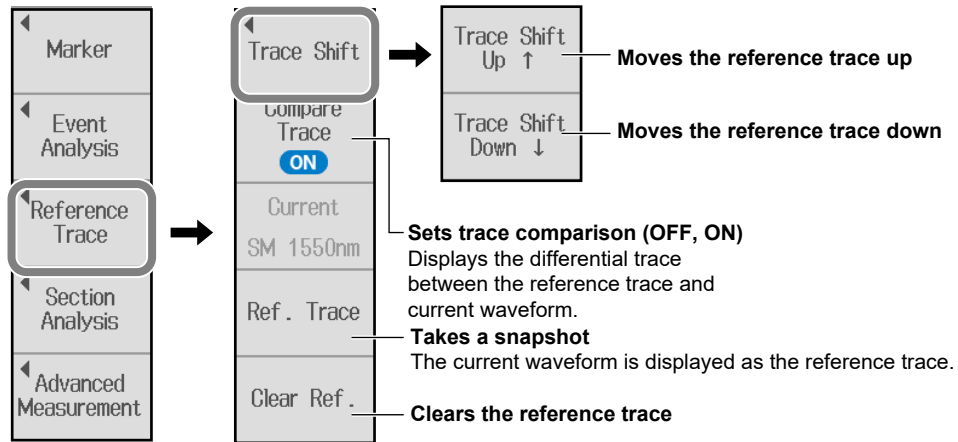 Marker
Event
Analysis
Reference
Trace
Section
Analysis
Advanced
Measurement
Trace Shift
Compare
Trace
ON
Current
SM 1550nm
Ref. Trace
Clear Ref.
Trace Shift
Up ↑
Trace Shift
Down ↓
Moves the reference trace up
Moves the reference trace down
Sets trace comparison (OFF, ON)
Displays the differential trace
between the reference trace and
current waveform.
Takes a snapshot
The current waveform is displayed as the reference trace.
Clears the reference trace